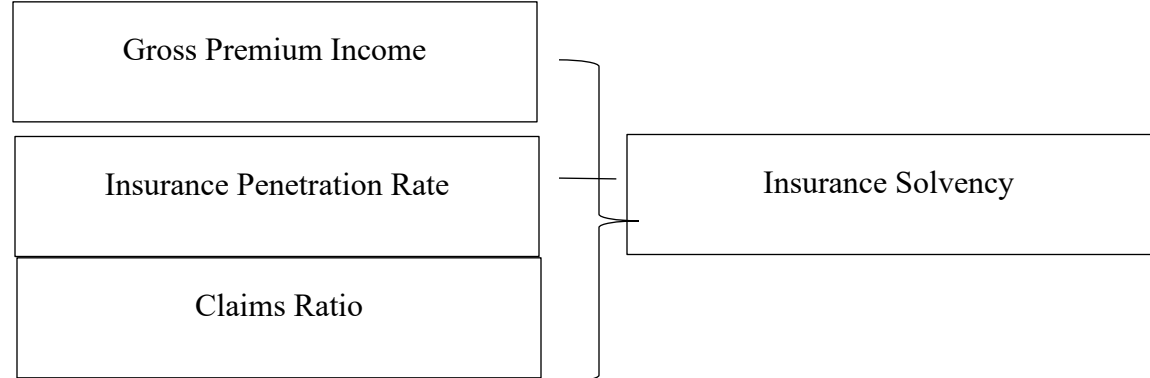 Gross Premium Income
Insurance Penetration Rate
Insurance Solvency
Claims Ratio